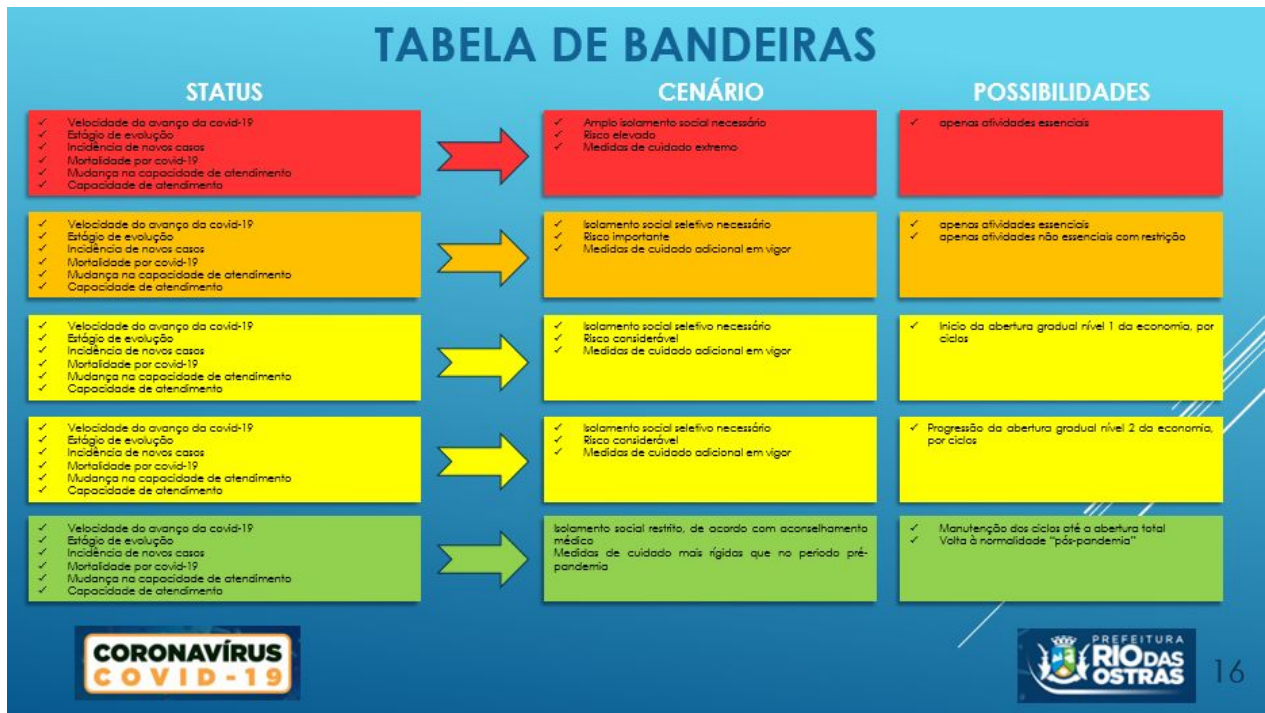 TABELA DE BANDEIRAS
STATUS
CENÁRIO
POSSIBILIDADES
✓ Velocidade do avanço da covid-19
✓ Estágio de evolução
✓ Incidência de novos casos
✓ Mortalidade por covid-19
✓ Mudança na capacidade de atendimento
✓ Capacidade de atendimento
✓ Amplo isolamento social necessário
✓ Risco elevado
✓ Medidas de cuidado extremo
✓ apenas atividades essenciais
✓ Velocidade do avanço da covid-19
✓ Estágio de evolução
✓ Incidência de novos casos
✓ Mortalidade por covid-19
✓ Mudança na capacidade de atendimento
✓ Capacidade de atendimento
✓ Isolamento social seletivo necessário
✓ Risco importante
✓ Medidas de cuidado adicional em vigor
✓ apenas atividades essenciais
✓ apenas atividades não essenciais com restrição
✓ Velocidade do avanço da covid-19
✓ Estágio de evolução
✓ Incidência de novos casos
✓ Mortalidade por covid-19
✓ Mudança na capacidade de atendimento
✓ Capacidade de atendimento
✓ Isolamento social seletivo necessário
✓ Risco considerável
✓ Medidas de cuidado adicional em vigor
✓ Inicio da abertura gradual nível 1 da economia, por
ciclos
✓ Velocidade do avanço da covid-19
✓ Estágio de evolução
✓ Incidência de novos casos
✓ Mortalidade por covid-19
✓ Mudança na capacidade de atendimento
✓ Capacidade de atendimento
✓ Isolamento social seletivo necessário
✓ Risco considerável
✓ Medidas de cuidado adicional em vigor
✓ Progressão da abertura gradual nível 2 da economia,
por ciclos
✓ Velocidade do avanço da covid-19
✓ Estágio de evolução
✓ Incidência de novos casos
✓ Mortalidade por covid-19
✓ Mudança na capacidade de atendimento
✓ Capacidade de atendimento
Isolamento social restrito, de acordo com aconselhamento
médico
Medidas de cuidado mais rígidas que no periodo pré-
pandemia
✓ Manutenção dos ciclos até a abertura total
✓ Volta à normalidade "pós-pandemia"
CORONAVÍRUS
COVID-19
PREFEITURA
RIO DAS
OSTRAS
16